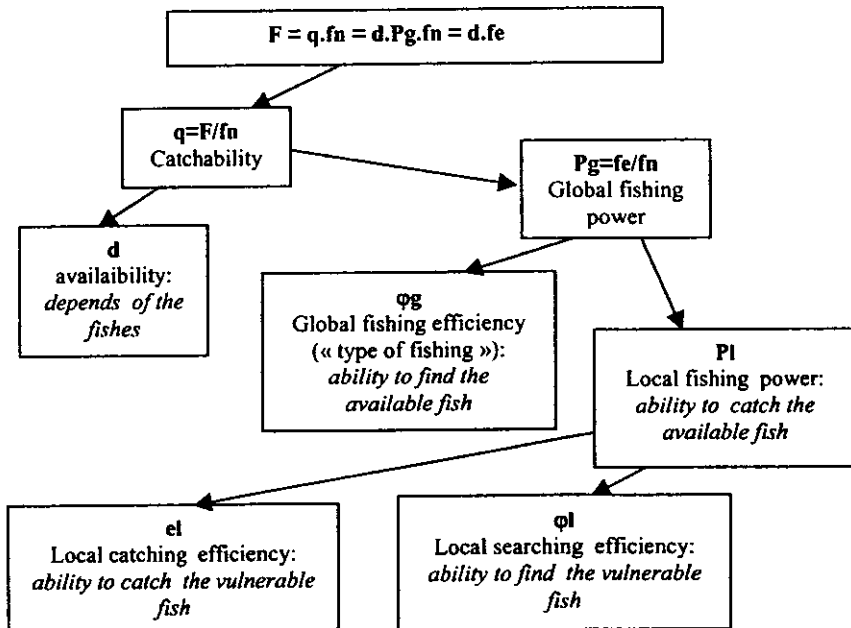 F = q.fn = d.Pg.fn = d.fe
q=F/fn
Catchability
Pg=fe/fn
Global fishing
power
d
availaibility:
depends of the
fishes
φg
Global fishing efficiency
(« type of fishing »):
ability to find the
available fish
Pl
Local fishing power:
ability to catch the
available fish
el
Local catching efficiency:
ability to catch the vulnerable
fish
φl
Local searching efficiency:
ability to find the vulnerable
fish